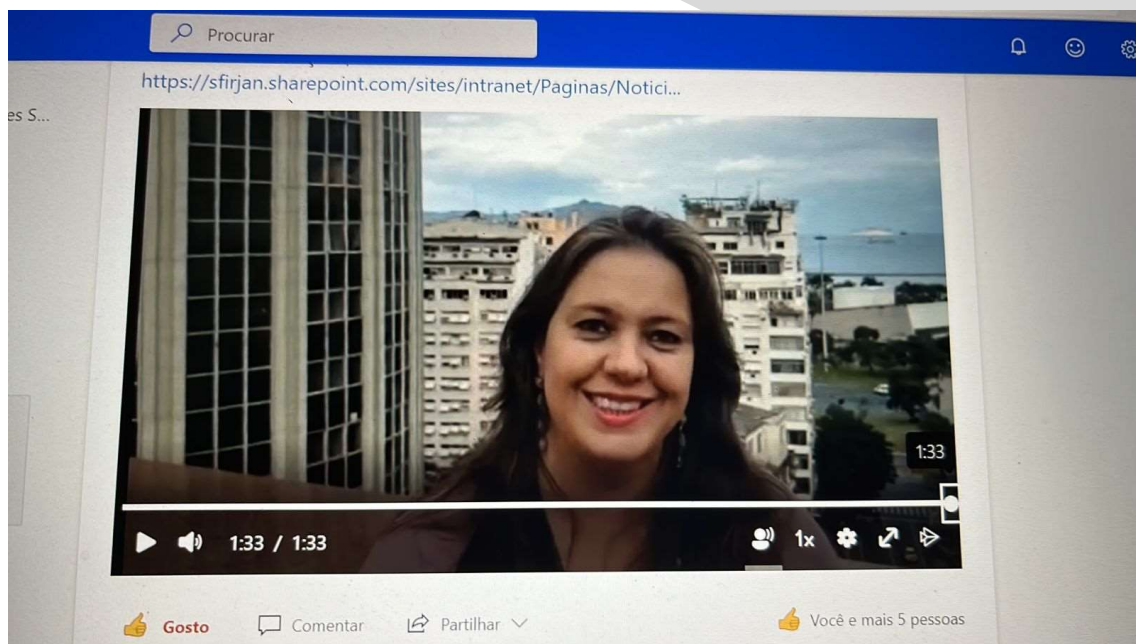 Procurar
https://sfirjan.sharepoint.com/sites/intranet/Paginas/Notici...
es S...
1:33
1:33 / 1:33
1x
Gosto Comentar Partilhar Você e mais 5 pessoas